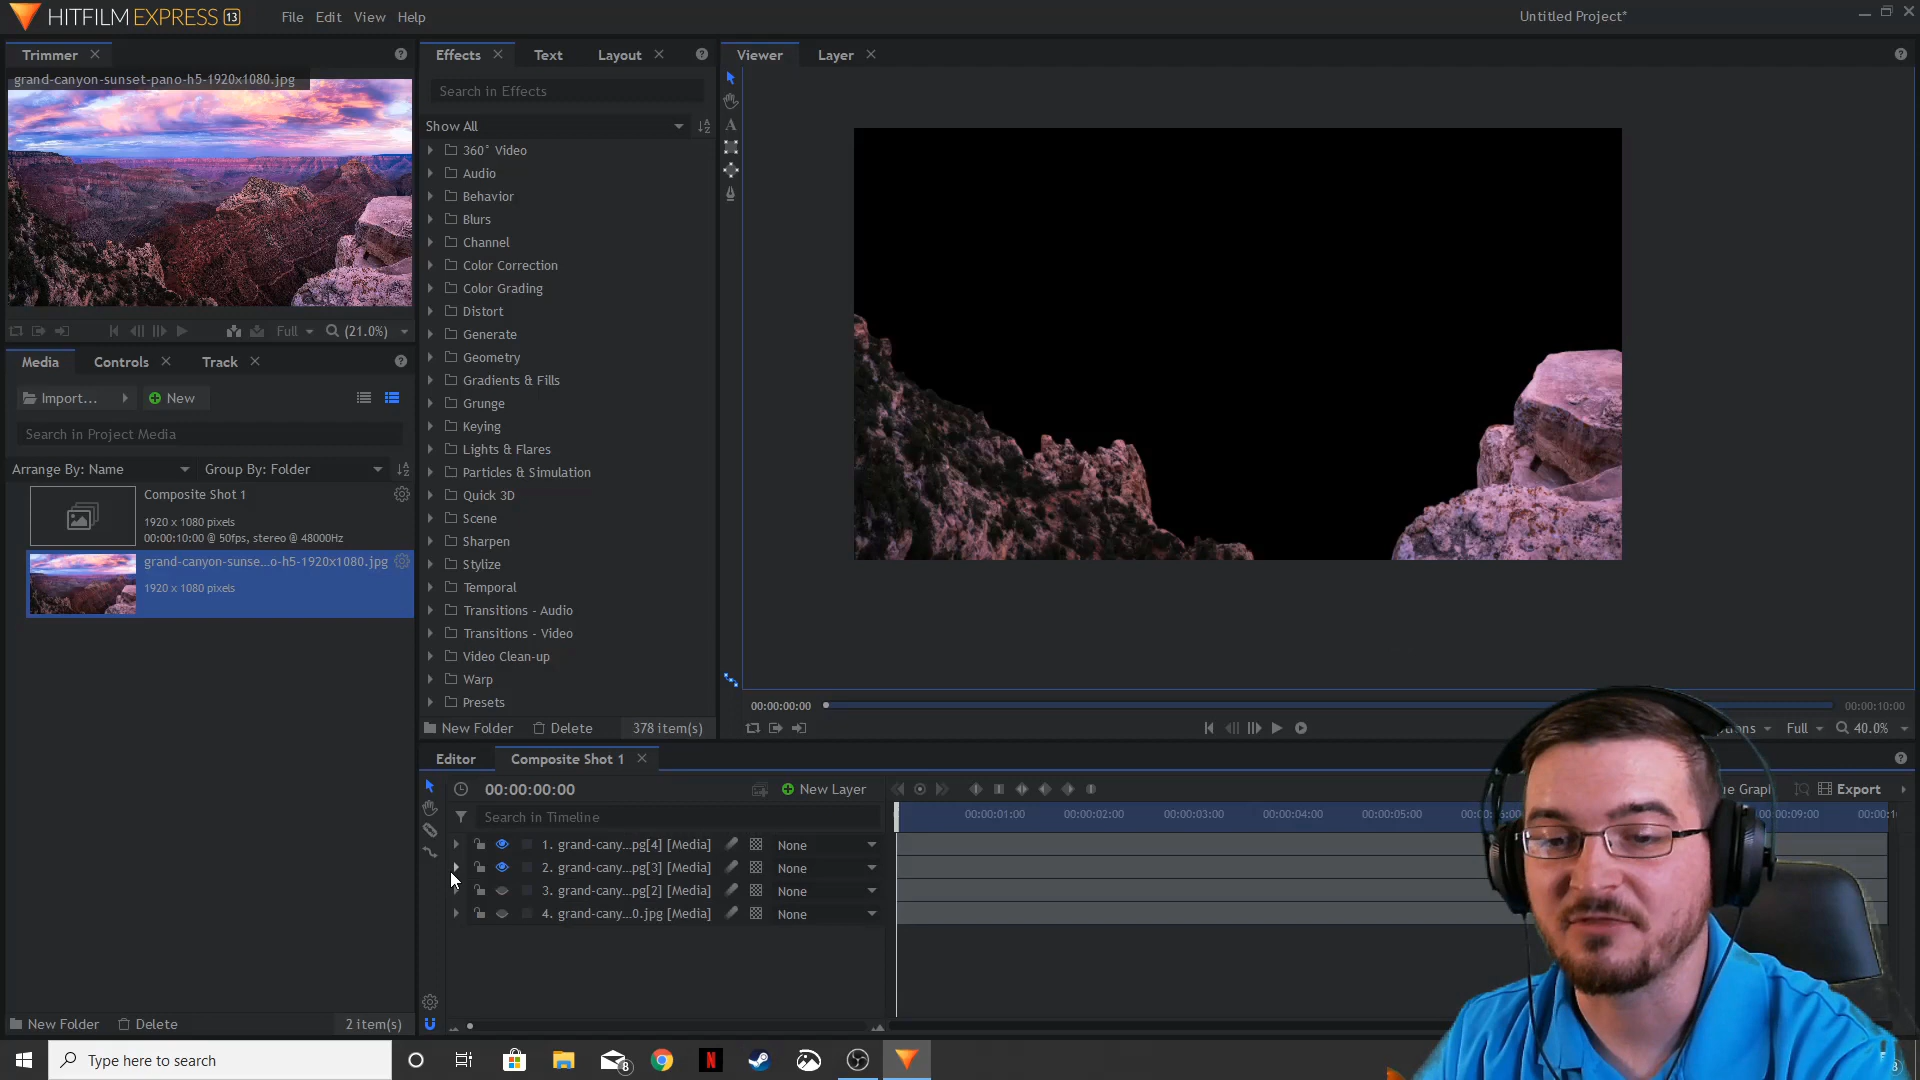 HITFILM EXPRESS 13
File Edit View Help
Untitled Project*
Trimmer
grand-canyon-sunset-pano-h5-1920x1080.jpg
Full
(21.0%)
Media
Controls
Track
Import...
New
Search in Project Media
Arrange By: Name
Group By: Folder
Composite Shot 1
1920 x 1080 pixels
00:00:10:00 @ 50fps, stereo @ 48000Hz
grand-canyon-sunse...o-h5-1920x1080.jpg
1920 x 1080 pixels
New Folder
Delete
2 item(s)
Effects
Text
Layout
Search in Effects
Show All
360° Video
Audio
Behavior
Blurs
Channel
Color Correction
Color Grading
Distort
Generate
Geometry
Gradients & Fills
Grunge
Keying
Lights & Flares
Particles & Simulation
Quick 3D
Scene
Sharpen
Stylize
Temporal
Transitions - Audio
Transitions - Video
Video Clean-up
Warp
Presets
New Folder
Delete
378 item(s)
Viewer
Layer
00:00:00:00
00:00:10:00
Full
40.0%
Editor
Composite Shot 1
00:00:00:00
New Layer
Export
Search in Timeline
00:00:01:00
00:00:02:00
00:00:03:00
00:00:04:00
00:00:05:00
00:00:09:00
1. grand-cany...pg[4] [Media]
None
2. grand-cany...pg[3] [Media]
None
3. grand-cany...pg[2] [Media]
None
4. grand-cany...0.jpg [Media]
None
Type here to search
8